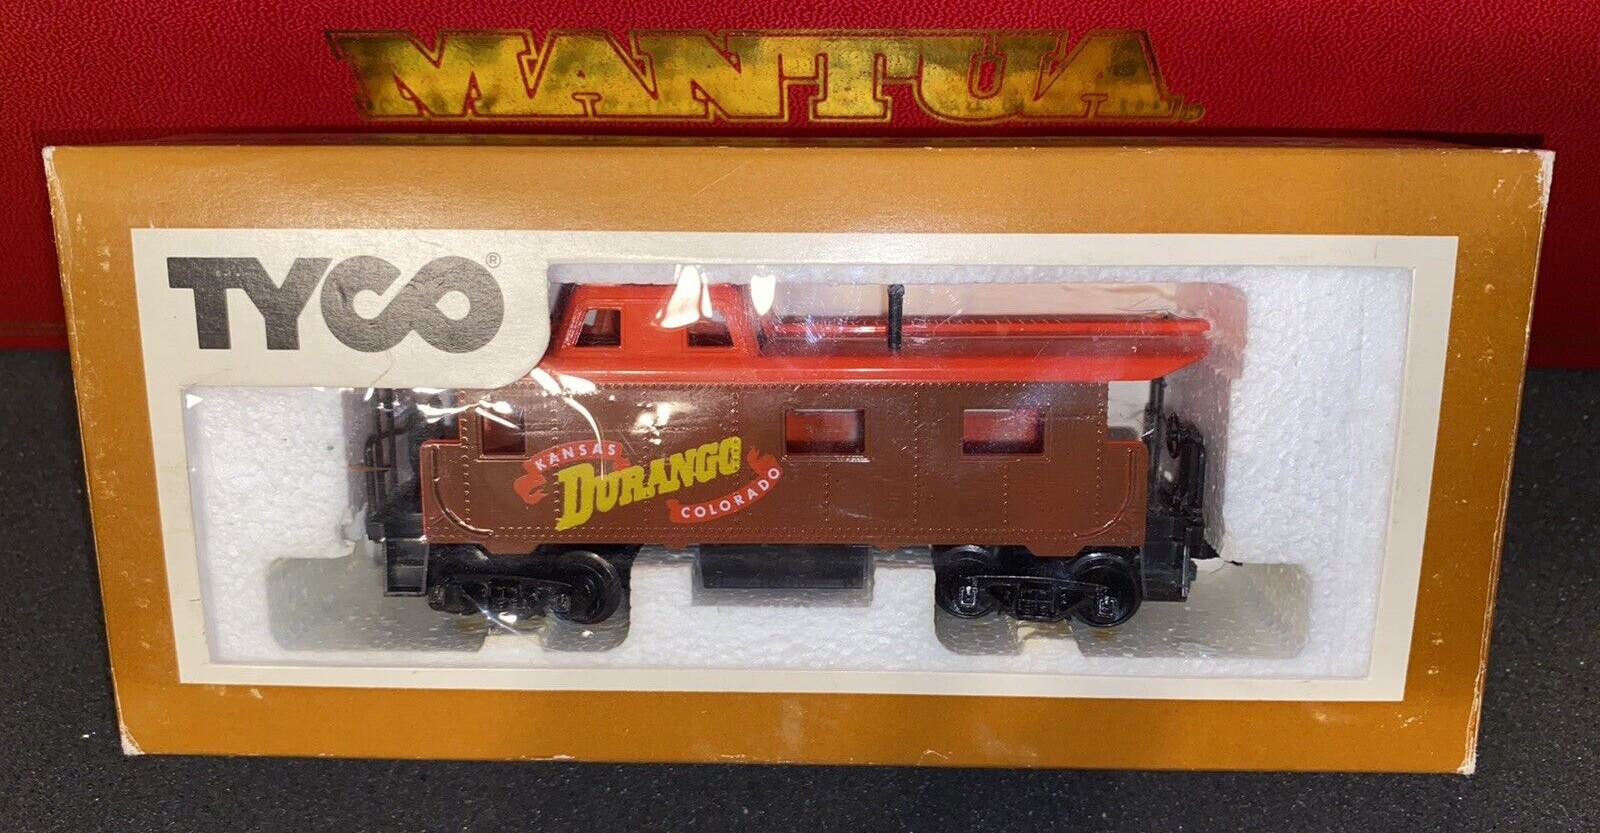 MANTUA
TYCO®
KANSAS
DURANGO
COLORADO